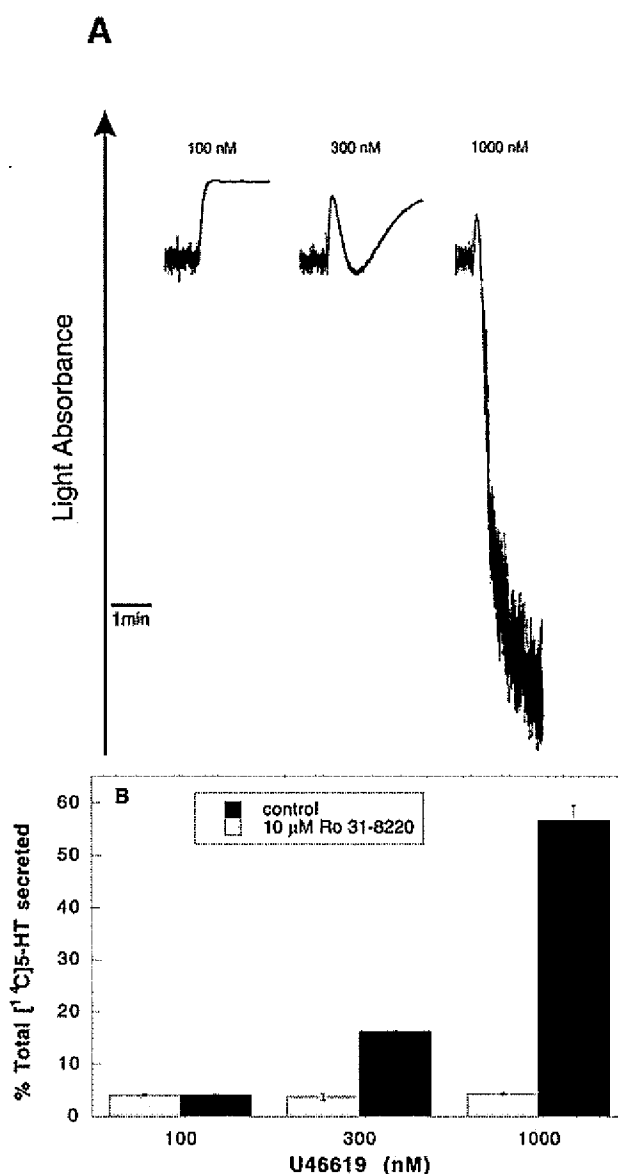 A
100 nM 300 nM 1000 nM
Light Absorbance
1min
B
control
10 µM Ro 31-8220
% Total [¹⁴C]5-HT secreted
60
50
40
30
20
10
0
100 300 1000
U46619 (nM)